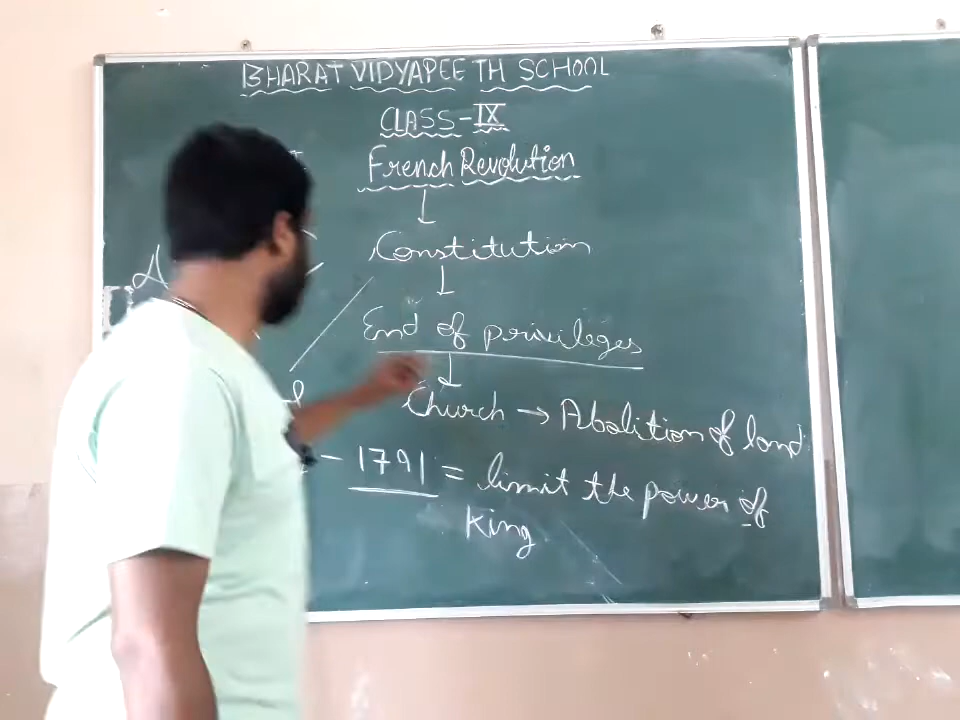 BHARAT VIDYAPEETH SCHOOL
CLASS - IX
French Revolution
Constitution
End of privileges
Church → Abolition of land
- 1791 = limit the power of
King